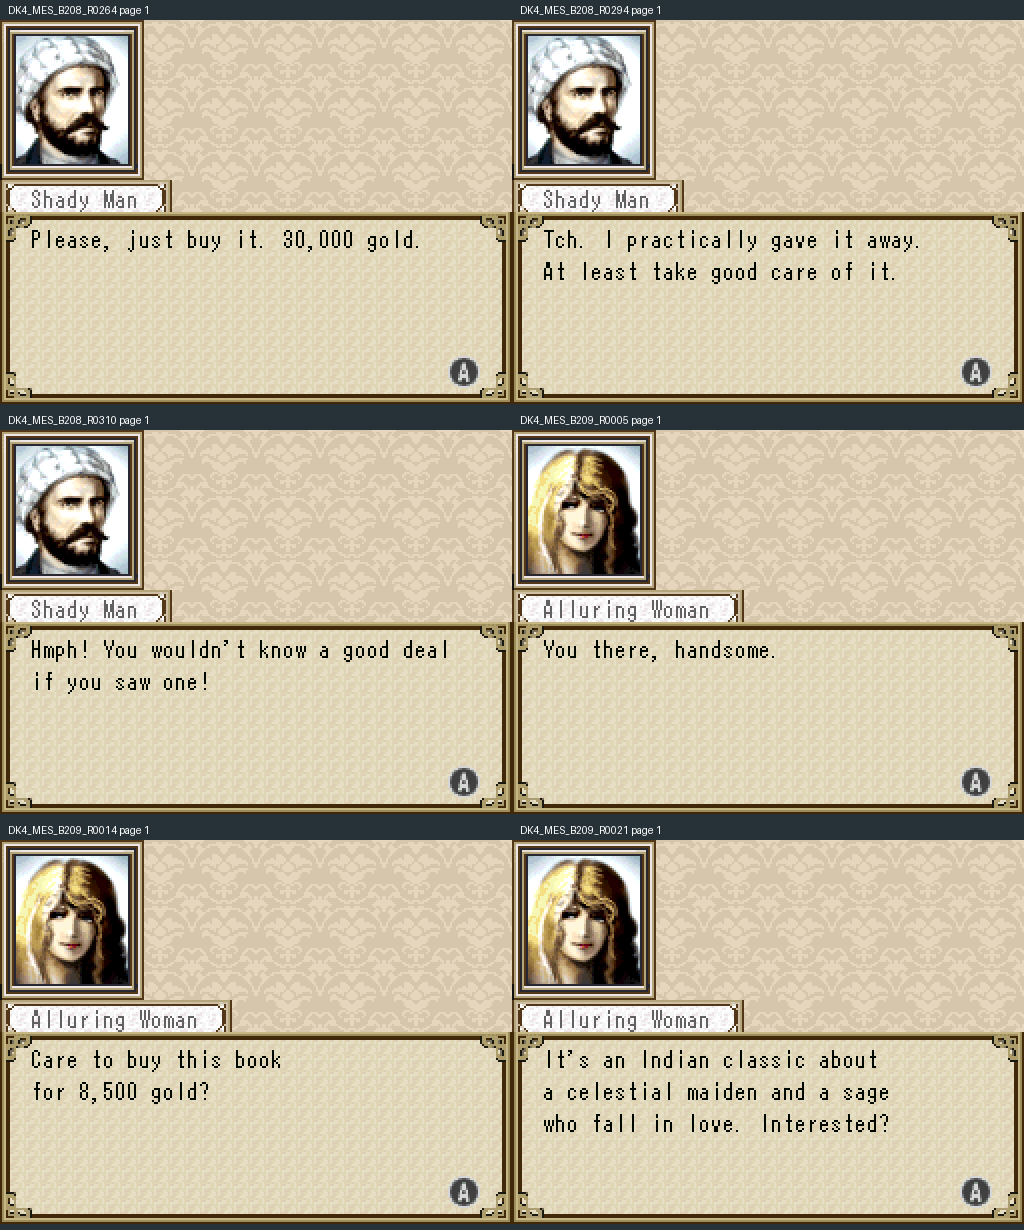 DK4_MES_B208_R0264 page 1
Shady Man
Please, just buy it. 30,000 gold.
A
DK4_MES_B208_R0294 page 1
Shady Man
Tch. I practically gave it away.
At least take good care of it.
A
DK4_MES_B208_R0310 page 1
Shady Man
Hmph! You wouldn't know a good deal
if you saw one!
A
DK4_MES_B209_R0005 page 1
Alluring Woman
You there, handsome.
A
DK4_MES_B209_R0014 page 1
Alluring Woman
Care to buy this book
for 8,500 gold?
A
DK4_MES_B209_R0021 page 1
Alluring Woman
It's an Indian classic about
a celestial maiden and a sage
who fall in love. Interested?
A